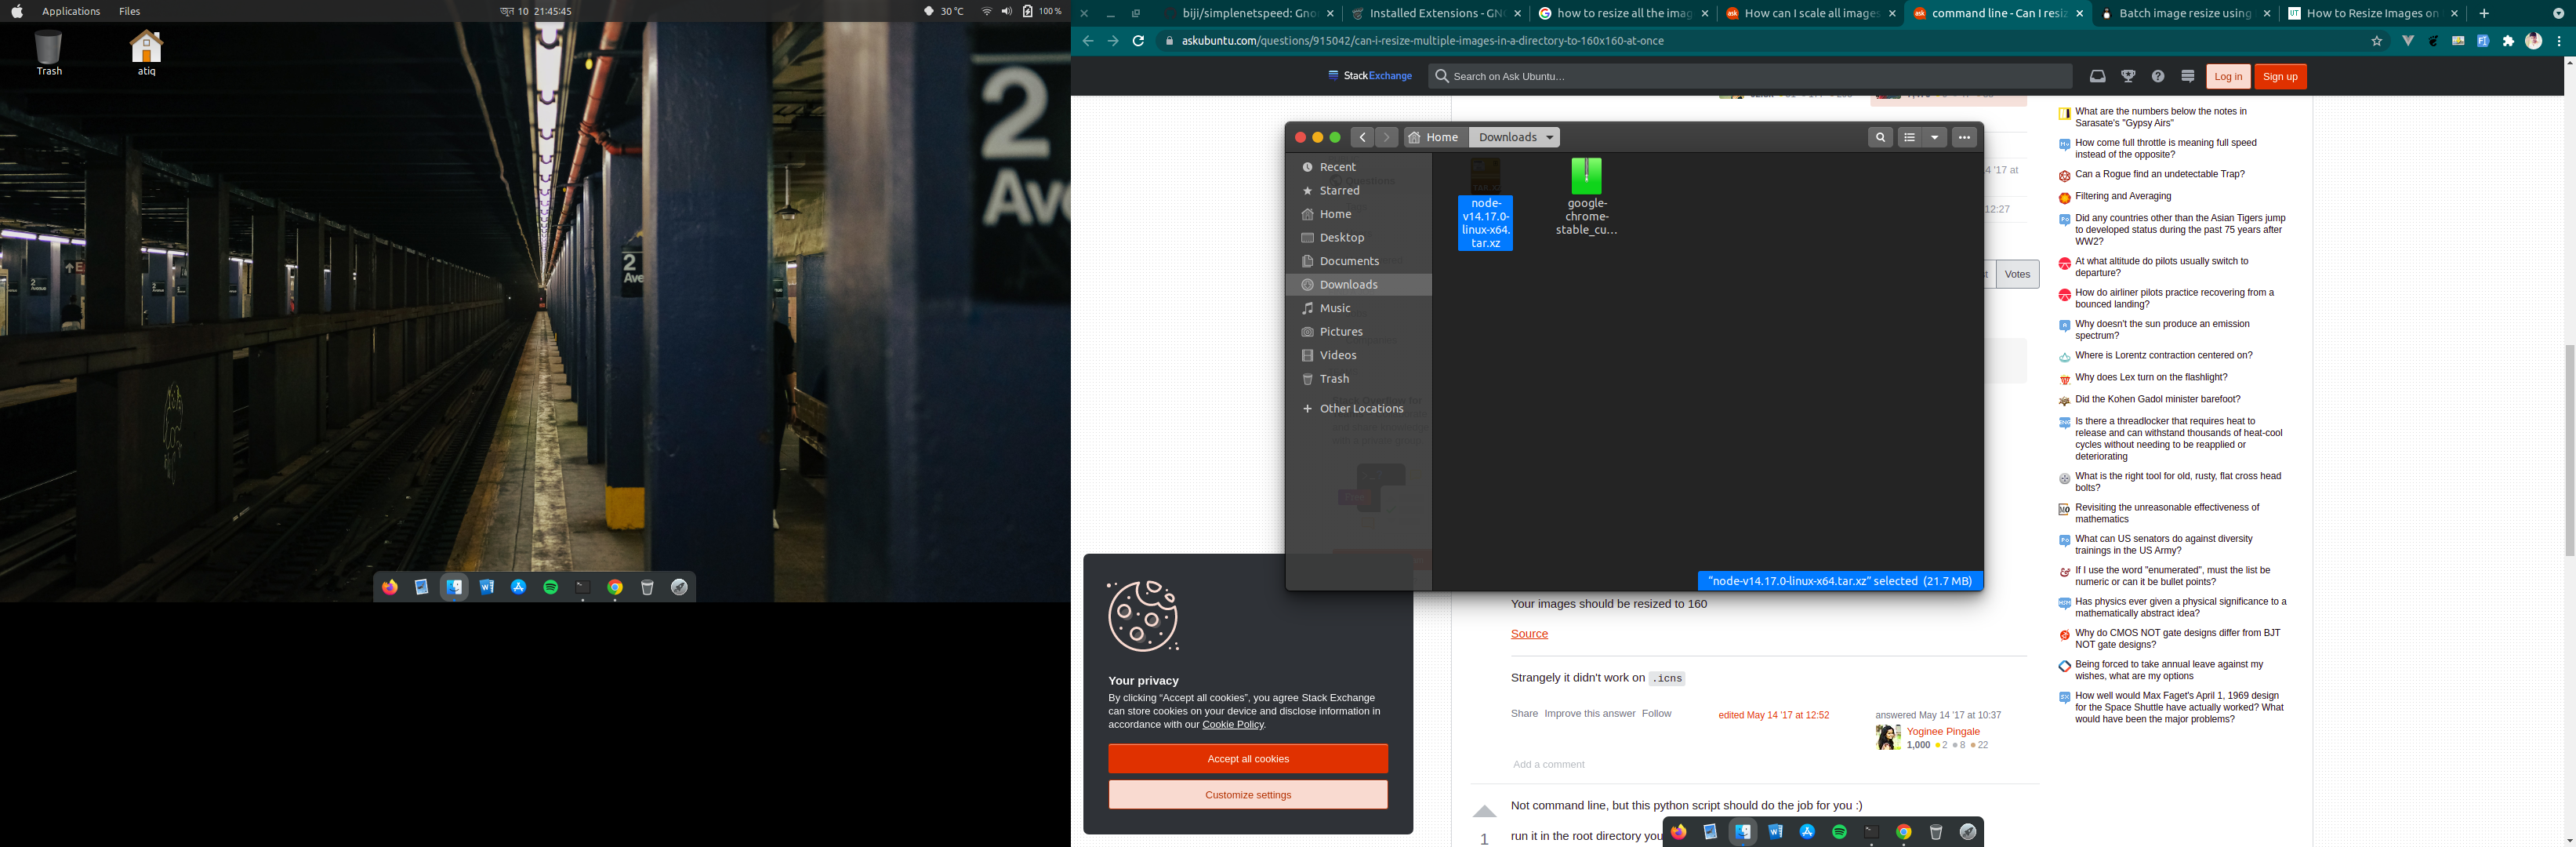 Applications
Files
जून 10 21:45:45
30 °C
100 %
Trash
atiq
2
Ave
2
Ave
2
biji/simplenetspeed: Gno
Installed Extensions - GN
how to resize all the imag
How can I scale all images
command line - Can I resi
Batch image resize using
How to Resize Images on
askubuntu.com/questions/915042/can-i-resize-multiple-images-in-a-directory-to-160x160-at-once
StackExchange
Search on Ask Ubuntu…
Log in
Sign up
Home
Downloads
Recent
Starred
Home
Desktop
Documents
Downloads
Music
Pictures
Videos
Trash
Other Locations
node-
v14.17.0-
linux-x64.
tar.xz
google-
chrome-
stable_cu…
"node-v14.17.0-linux-x64.tar.xz" selected (21.7 MB)
4 '17 at
12:27
Votes
Your images should be resized to 160
Source
Strangely it didn't work on .icns
Share Improve this answer Follow
edited May 14 '17 at 12:52
answered May 14 '17 at 10:37
Yoginee Pingale
1,000 2 8 22
Add a comment
1
Not command line, but this python script should do the job for you :)
run it in the root directory you
Your privacy
By clicking “Accept all cookies”, you agree Stack Exchange
can store cookies on your device and disclose information in
accordance with our Cookie Policy.
Accept all cookies
Customize settings
What are the numbers below the notes in
Sarasate's "Gypsy Airs"
How come full throttle is meaning full speed
instead of the opposite?
Can a Rogue find an undetectable Trap?
Filtering and Averaging
Did any countries other than the Asian Tigers jump
to developed status during the past 75 years after
WW2?
At what altitude do pilots usually switch to
departure?
How do airliner pilots practice recovering from a
bounced landing?
Why doesn't the sun produce an emission
spectrum?
Where is Lorentz contraction centered on?
Why does Lex turn on the flashlight?
Did the Kohen Gadol minister barefoot?
Is there a threadlocker that requires heat to
release and can withstand thousands of heat-cool
cycles without needing to be reapplied or
deteriorating
What is the right tool for old, rusty, flat cross head
bolts?
Revisiting the unreasonable effectiveness of
mathematics
What can US senators do against diversity
trainings in the US Army?
If I use the word "enumerated", must the list be
numeric or can it be bullet points?
Has physics ever given a physical significance to a
mathematically abstract idea?
Why do CMOS NOT gate designs differ from BJT
NOT gate designs?
Being forced to take annual leave against my
wishes, what are my options
How well would Max Faget's April 1, 1969 design
for the Space Shuttle have actually worked? What
would have been the major problems?